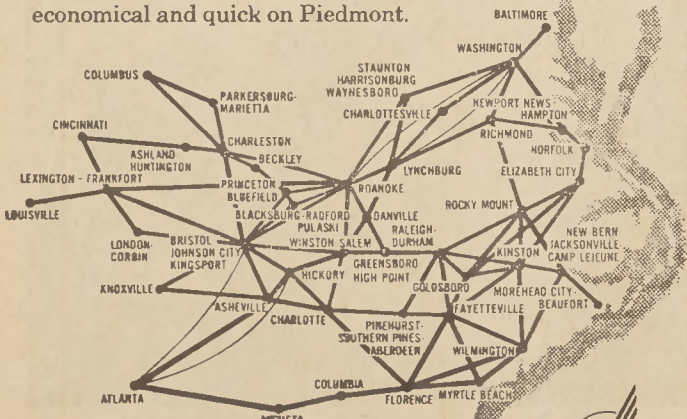 economical and quick on Piedmont.
BALTIMORE
WASHINGTON
STAUNTON
HARRISONBURG
WAYNESBORO
COLUMBUS
PARKERSBURG-
MARIETTA
CHARLOTTESVILLE
NEWPORT NEWS-
HAMPTON
CINCINNATI
RICHMOND
CHARLESTON
NORFOLK
ASHLAND
HUNTINGTON
BECKLEY
LYNCHBURG
ELIZABETH CITY
LEXINGTON - FRANKFORT
PRINCETON
BLUEFIELD
ROANOKE
ROCKY MOUNT
LOUISVILLE
BLACKSBURG-RADFORD
PULASKI
DANVILLE
LONDON-
CORBIN
BRISTOL
JOHNSON CITY
KINGSPORT
WINSTON SALEM
RALEIGH-
DURHAM
NEW BERN
JACKSONVILLE
CAMP LEJEUNE
KINSTON
GREENSBORO
HIGH POINT
HICKORY
GOLDSBORO
KNOXVILLE
MOREHEAD CITY-
BEAUFORT
ASHEVILLE
CHARLOTTE
FAYETTEVILLE
PINEHURST-
SOUTHERN PINES-
ABERDEEN
WILMINGTON
ATLANTA
COLUMBIA
FLORENCE
MYRTLE BEACH
AUGUSTA